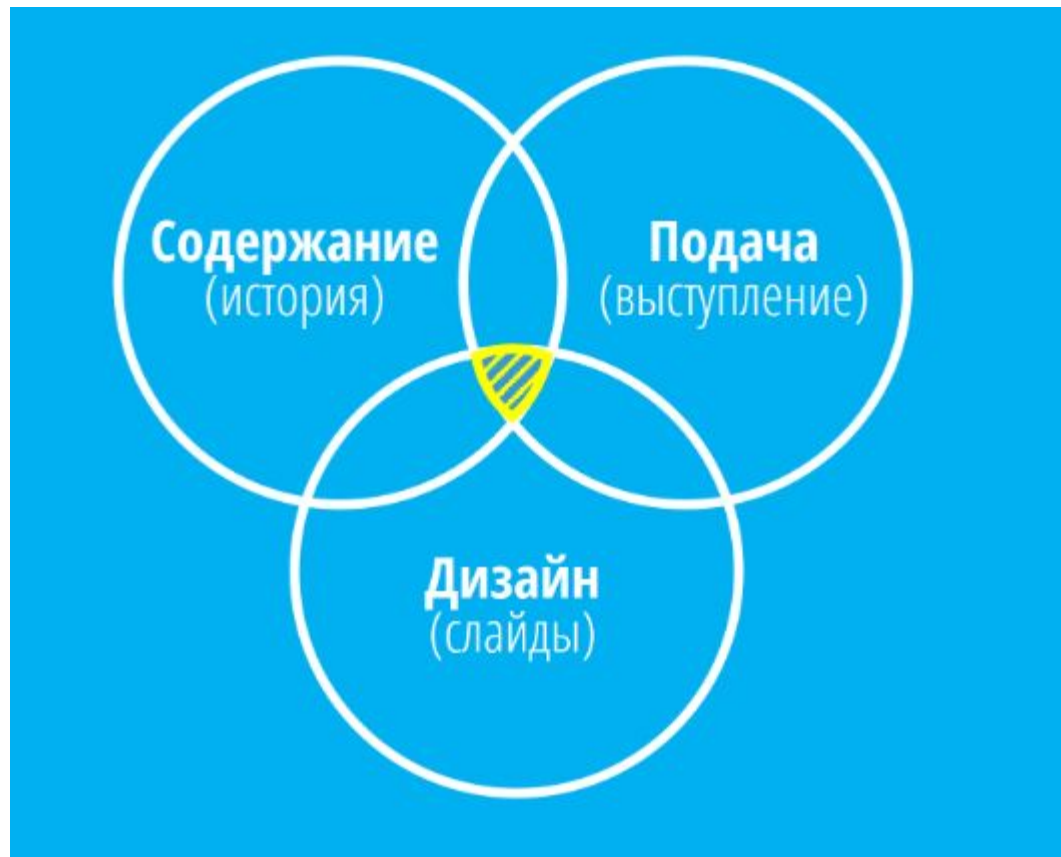 Содержание
(история)
Подача
(выступление)
Дизайн
(слайды)